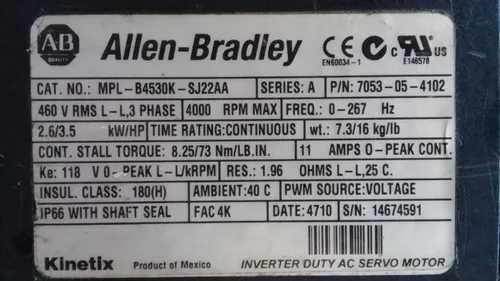 AB
QUALITY
Allen-Bradley
CE
EN60034-1
c RU US
E146578
CAT. NO.: MPL-B4530K-SJ22AA SERIES: A P/N: 7053-05-4102
460 V RMS L-L,3 PHASE 4000 RPM MAX FREQ.: 0-267 Hz
2.6/3.5 kW/HP TIME RATING:CONTINUOUS wt.: 7.3/16 kg/lb
CONT. STALL TORQUE: 8.25/73 Nm/LB.IN. 11 AMPS 0-PEAK CONT.
Ke: 118 V 0-PEAK L-L/kRPM RES.: 1.96 OHMS L-L,25 C.
INSUL. CLASS: 180(H) AMBIENT:40 C PWM SOURCE:VOLTAGE
IP66 WITH SHAFT SEAL FAC 4K DATE:4710 S/N: 14674591
Kinetix Product of Mexico INVERTER DUTY AC SERVO MOTOR